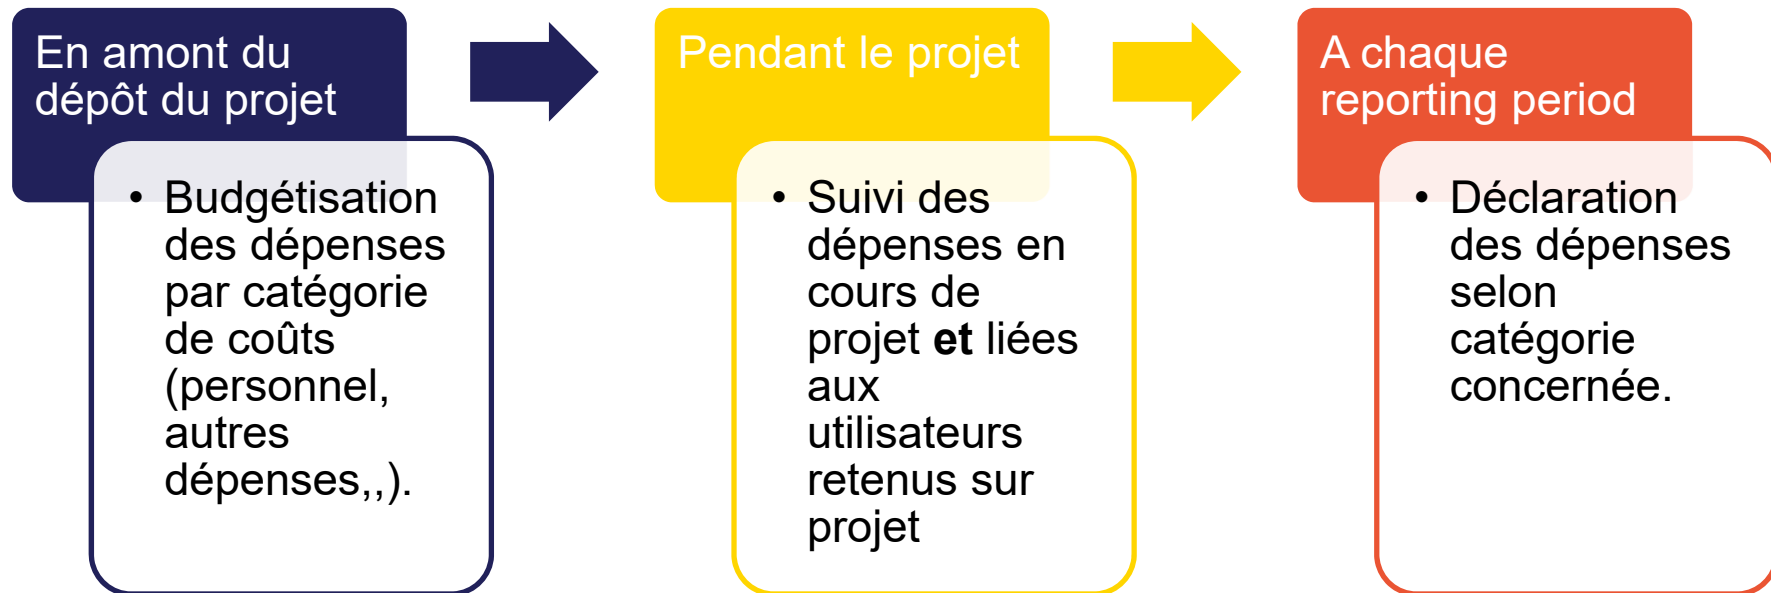 En amont du
dépôt du projet
• Budgétisation
des dépenses
par catégorie
de coûts
(personnel,
autres
dépenses,,).
Pendant le projet
• Suivi des
dépenses en
cours de
projet et liées
aux
utilisateurs
retenus sur
projet
A chaque
reporting period
• Déclaration
des dépenses
selon
catégorie
concernée.